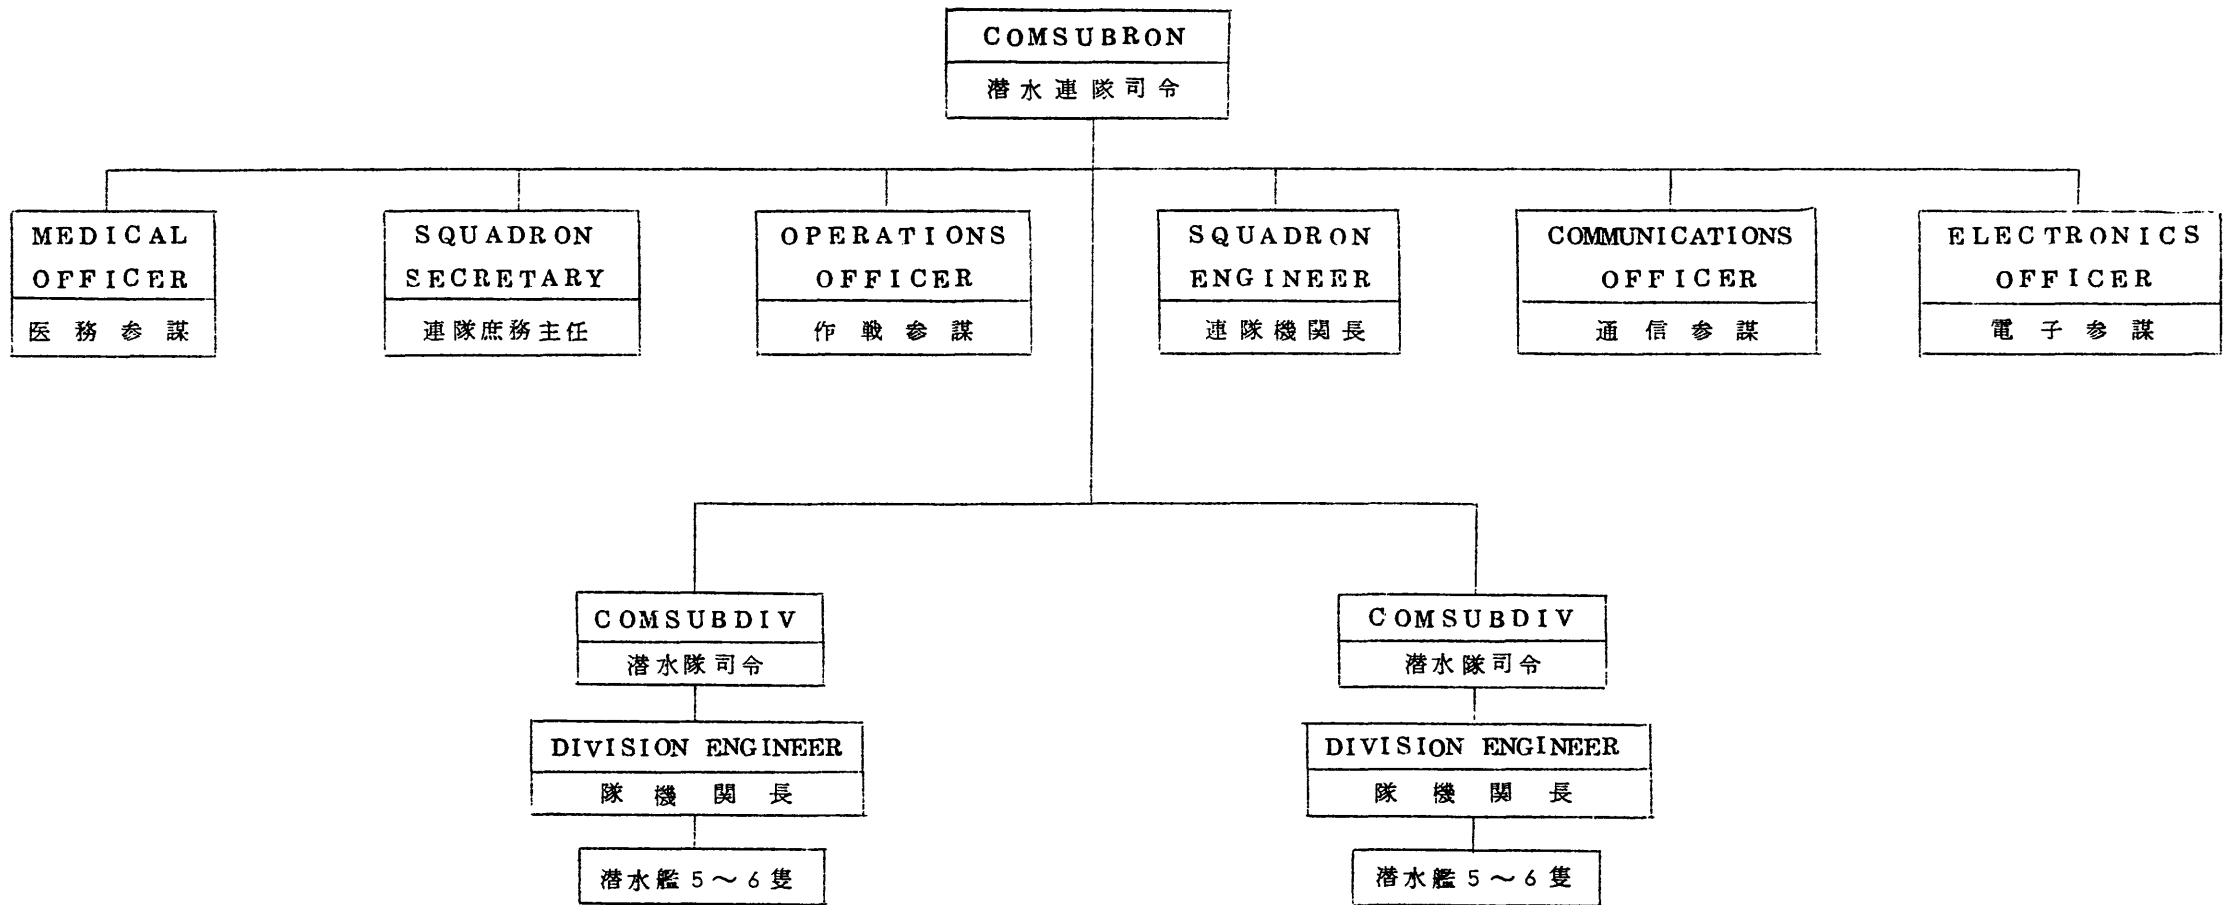 COMSUBRON
潜水連隊司令
MEDICAL
OFFICER
医務参謀
SQUADRON
SECRETARY
連隊庶務主任
OPERATIONS
OFFICER
作戦参謀
SQUADRON
ENGINEER
連隊機関長
COMMUNICATIONS
OFFICER
通信参謀
ELECTRONICS
OFFICER
電子参謀
COMSUBDIV
潜水隊司令
DIVISION ENGINEER
隊機関長
潜水艦5～6隻
COMSUBDIV
潜水隊司令
DIVISION ENGINEER
隊機関長
潜水艦5～6隻